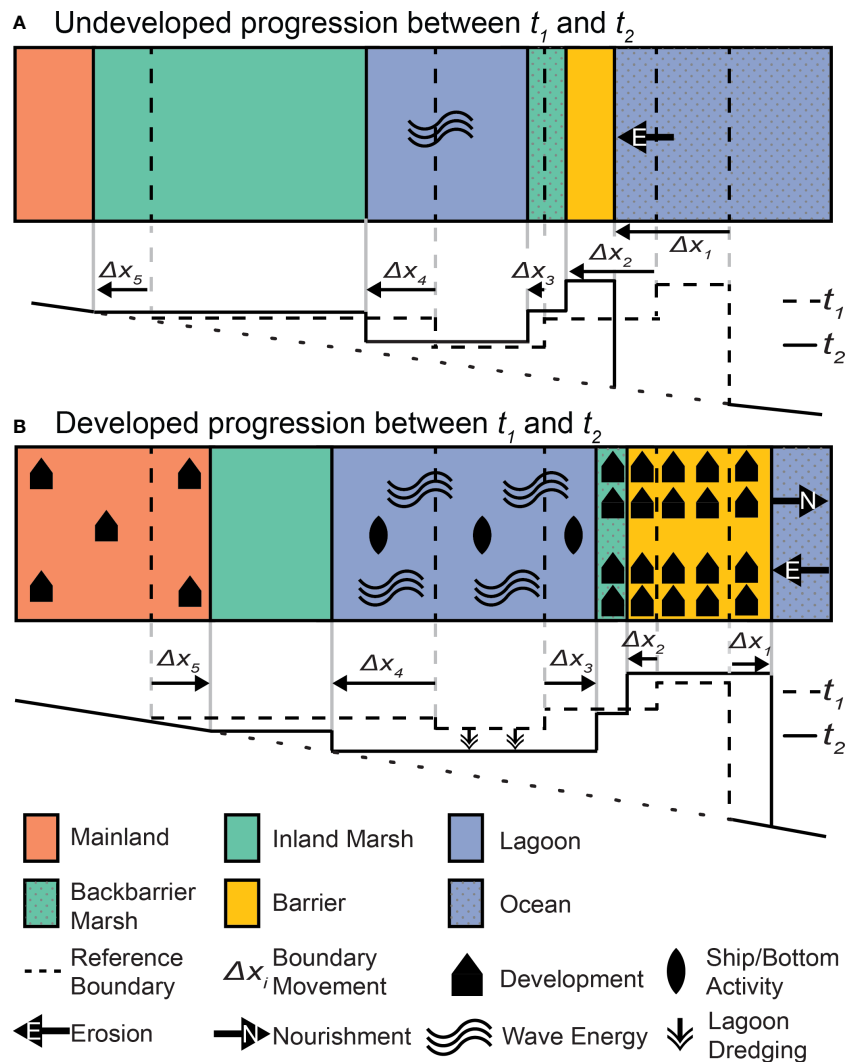 A Undeveloped progression between t1 and t2
E
Δx5
Δx4
Δx3
Δx2
Δx1
t1
t2
B Developed progression between t1 and t2
N
E
Δx5
Δx4
Δx3
Δx2
Δx1
t1
t2
Mainland
Inland Marsh
Lagoon
Backbarrier
Marsh
Barrier
Ocean
Reference
Boundary
Δxi
Boundary
Movement
Development
Ship/Bottom
Activity
E Erosion
N Nourishment
Wave Energy
Lagoon
Dredging